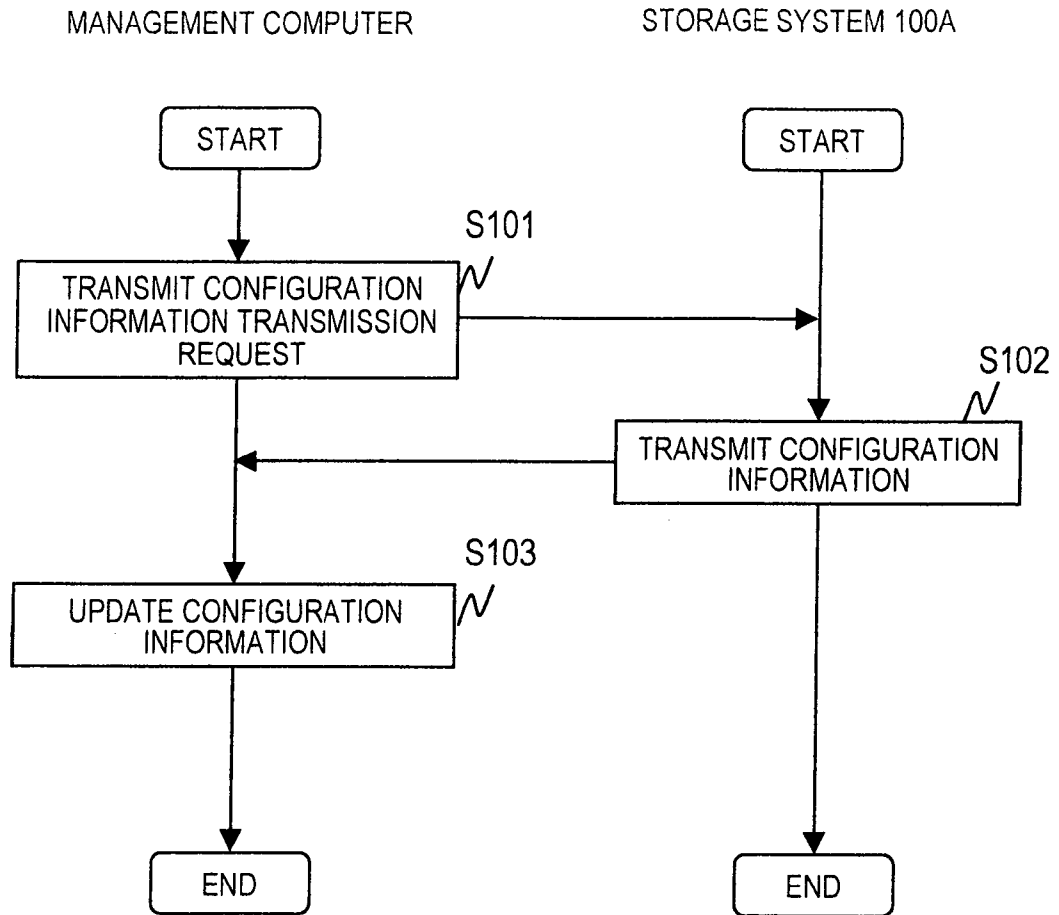 MANAGEMENT COMPUTER
STORAGE SYSTEM 100A
START
START
S101
TRANSMIT CONFIGURATION
INFORMATION TRANSMISSION
REQUEST
S102
TRANSMIT CONFIGURATION
INFORMATION
S103
UPDATE CONFIGURATION
INFORMATION
END
END